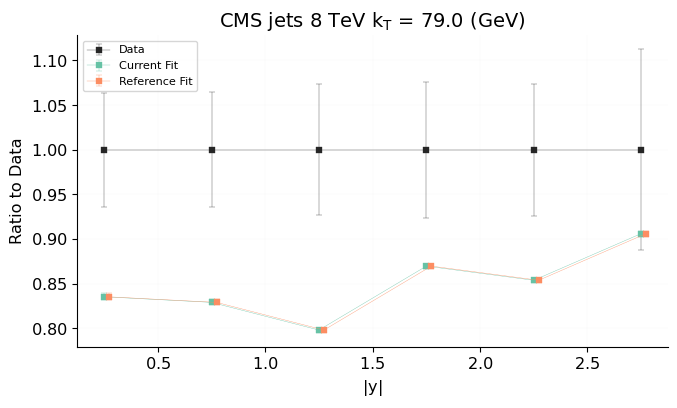 CMS jets 8 TeV k_T = 79.0 (GeV)
Data
Current Fit
Reference Fit
Ratio to Data
1.10
1.05
1.00
0.95
0.90
0.85
0.80
0.5
1.0
1.5
2.0
2.5
|y|